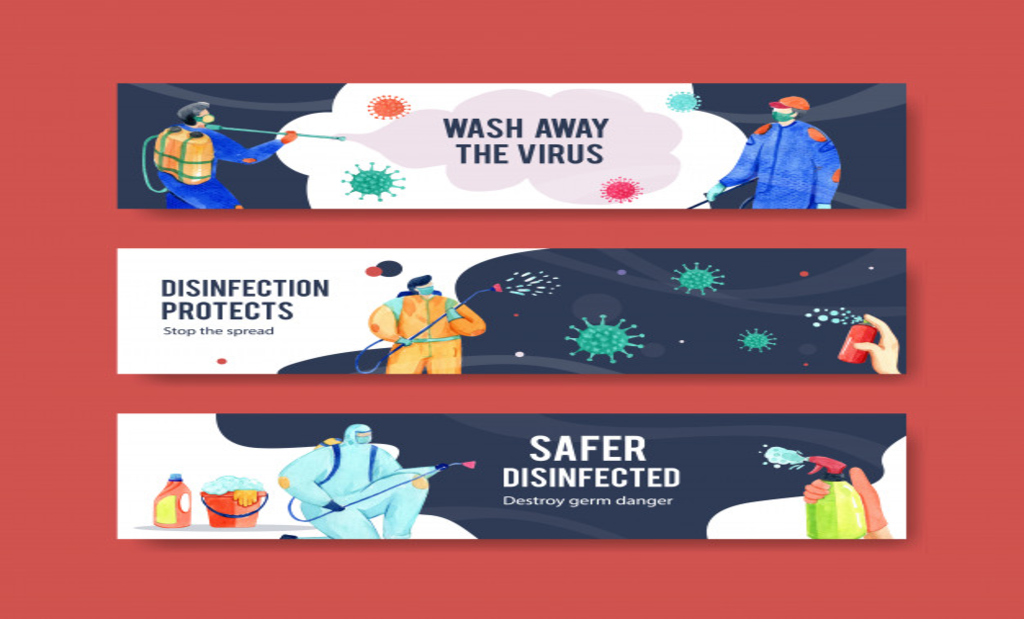 WASH AWAY
THE VIRUS
DISINFECTION
PROTECTS
Stop the spread
SAFER
DISINFECTED
Destroy germ danger